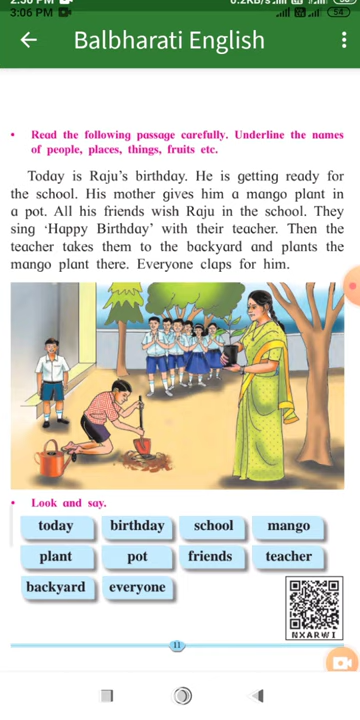 3:06 PM
54
Balbharati English
• Read the following passage carefully. Underline the names
of people, places, things, fruits etc.
Today is Raju's birthday. He is getting ready for
the school. His mother gives him a mango plant in
a pot. All his friends wish Raju in the school. They
sing 'Happy Birthday' with their teacher. Then the
teacher takes them to the backyard and plants the
mango plant there. Everyone claps for him.
• Look and say.
today birthday school mango
plant pot friends teacher
backyard everyone
NXARWI
11